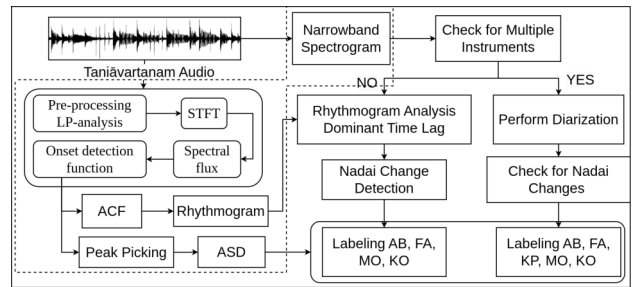 Narrowband
Spectrogram
Check for Multiple
Instruments
Taniāvartanam Audio
NO
YES
Pre-processing
LP-analysis
STFT
Rhythmogram Analysis
Dominant Time Lag
Perform Diarization
Onset detection
function
Spectral
flux
Nadai Change
Detection
Check for Nadai
Changes
ACF
Rhythmogram
Peak Picking
ASD
Labeling AB, FA,
MO, KO
Labeling AB, FA,
KP, MO, KO